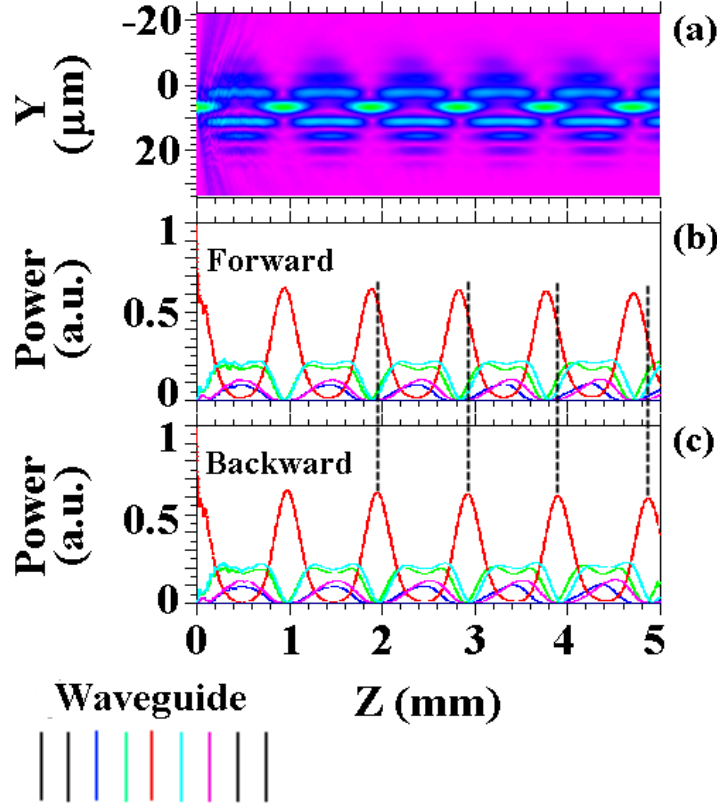 -20
(a)
0
Y
(μm)
20
1
(b)
Forward
Power
(a.u.)
0.5
0
1
(c)
Backward
Power
(a.u.)
0.5
0
0 1 2 3 4 5
Waveguide
Z (mm)